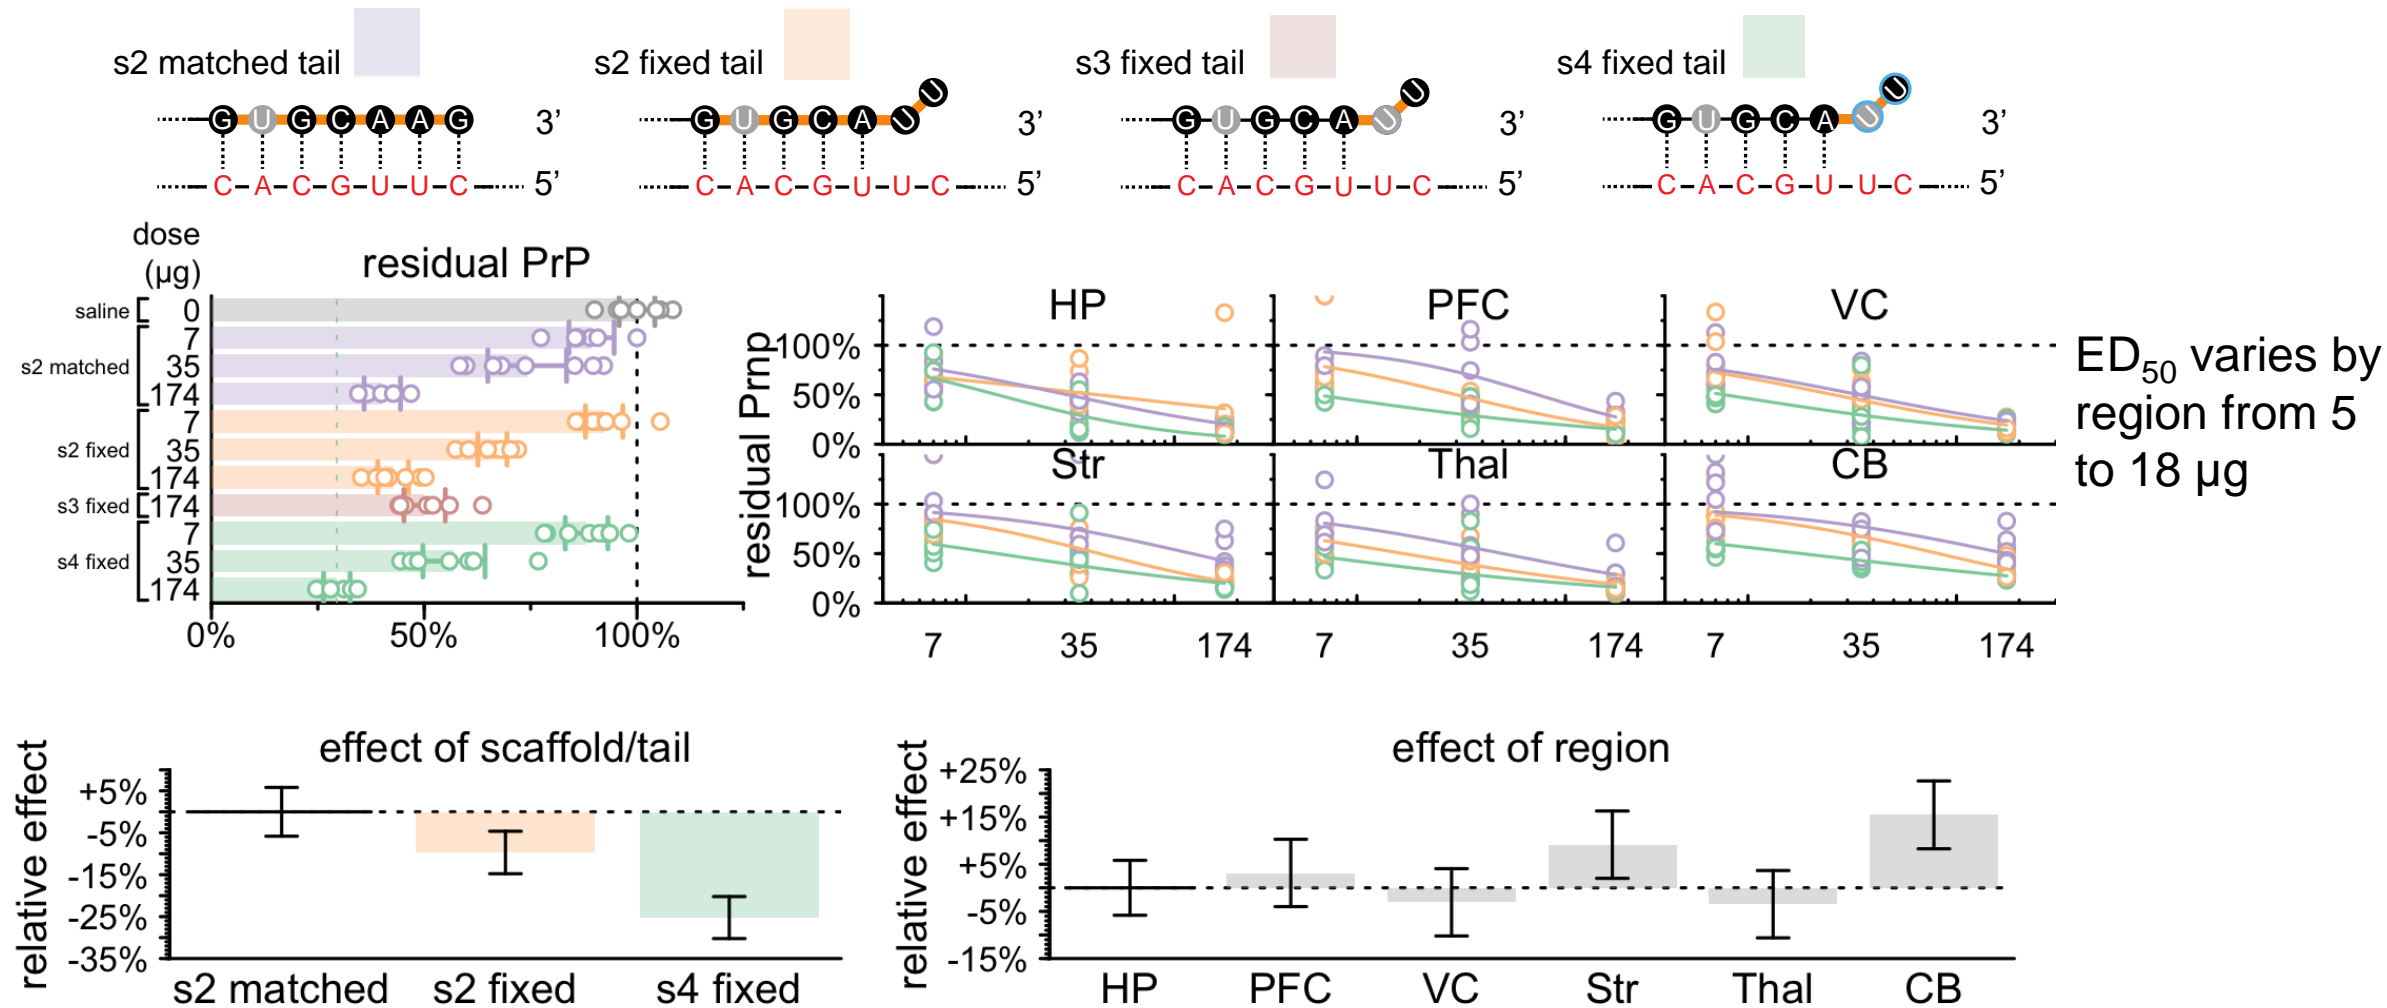 s2 matched tail
s2 fixed tail
s3 fixed tail
s4 fixed tail
G U G C A A G 3’
C A C G U U C 5’
G U G C A U U 3’
C A C G U U C 5’
G U G C A U U 3’
C A C G U U C 5’
G U G C A U U 3’
C A C G U U C 5’
dose
(µg)
residual PrP
saline 0
s2 matched
7
35
174
s2 fixed
7
35
174
s3 fixed 174
s4 fixed
7
35
174
0% 50% 100%
residual Prnp
HP PFC VC
100%
50%
0%
Str Thal CB
100%
50%
0%
7 35 174 7 35 174 7 35 174
ED50 varies by
region from 5
to 18 µg
effect of scaffold/tail
relative effect
+5%
-5%
-15%
-25%
-35%
s2 matched s2 fixed s4 fixed
effect of region
relative effect
+25%
+15%
+5%
-5%
-15%
HP PFC VC Str Thal CB